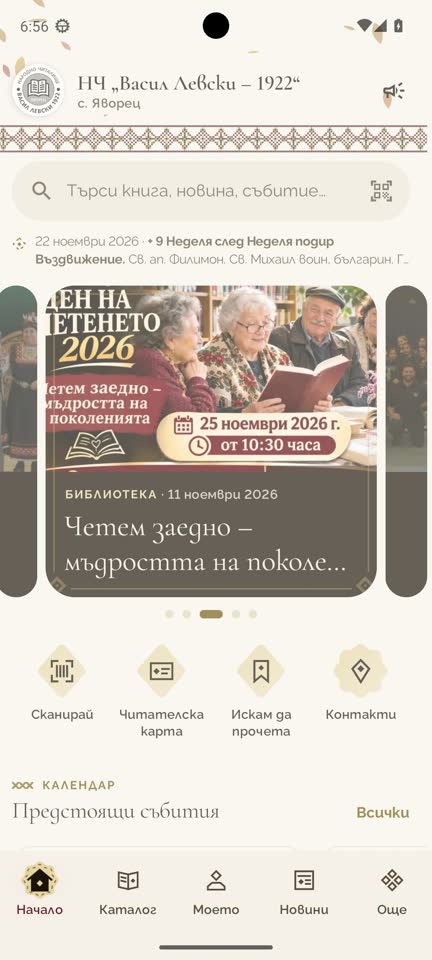 6:56
НЧ „Васил Левски – 1922“
с. Яворец
Търси книга, новина, събитие...
22 ноември 2026 · + 9 Неделя след Неделя подир
Въздвижение. Св. ап. Филимон. Св. Михаил воин, българин. Г...
ДЕН НА
ЧЕТЕНЕТО
2026
Четем заедно –
мъдростта на
поколенията
25 ноември 2026 г.
от 10:30 часа
БИБЛИОТЕКА · 11 ноември 2026
Четем заедно –
мъдростта на поколе...
Сканирай
Читателска
карта
Искам да
прочета
Контакти
КАЛЕНДАР
Предстоящи събития
Всички
Начало
Каталог
Моето
Новини
Още